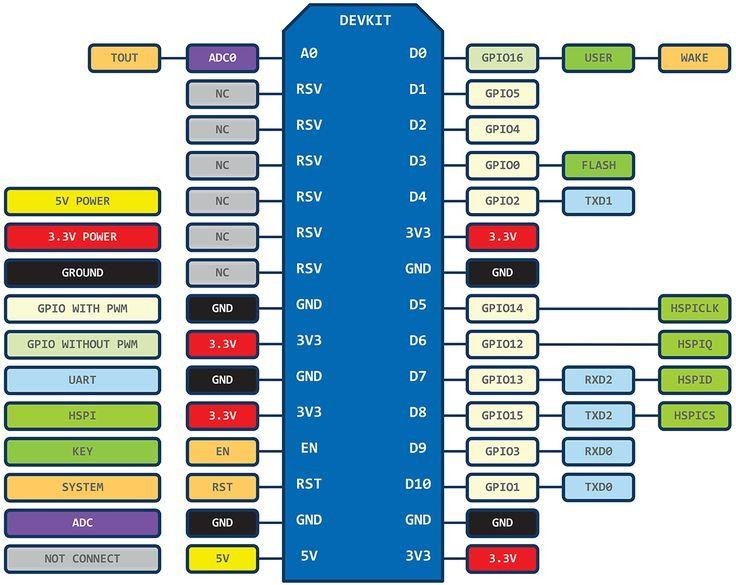 DEVKIT
TOUT ADC0 A0 D0 GPIO16 USER WAKE
NC RSV D1 GPIO5
NC RSV D2 GPIO4
NC RSV D3 GPIO0 FLASH
5V POWER NC RSV D4 GPIO2 TXD1
3.3V POWER NC RSV 3V3 3.3V
GROUND NC RSV GND GND
GPIO WITH PWM GND GND D5 GPIO14 HSPICLK
GPIO WITHOUT PWM 3.3V 3V3 D6 GPIO12 HSPIQ
UART GND GND D7 GPIO13 RXD2 HSPID
HSPI 3.3V 3V3 D8 GPIO15 TXD2 HSPICS
KEY EN EN D9 GPIO3 RXD0
SYSTEM RST RST D10 GPIO1 TXD0
ADC GND GND GND GND
NOT CONNECT 5V 5V 3V3 3.3V